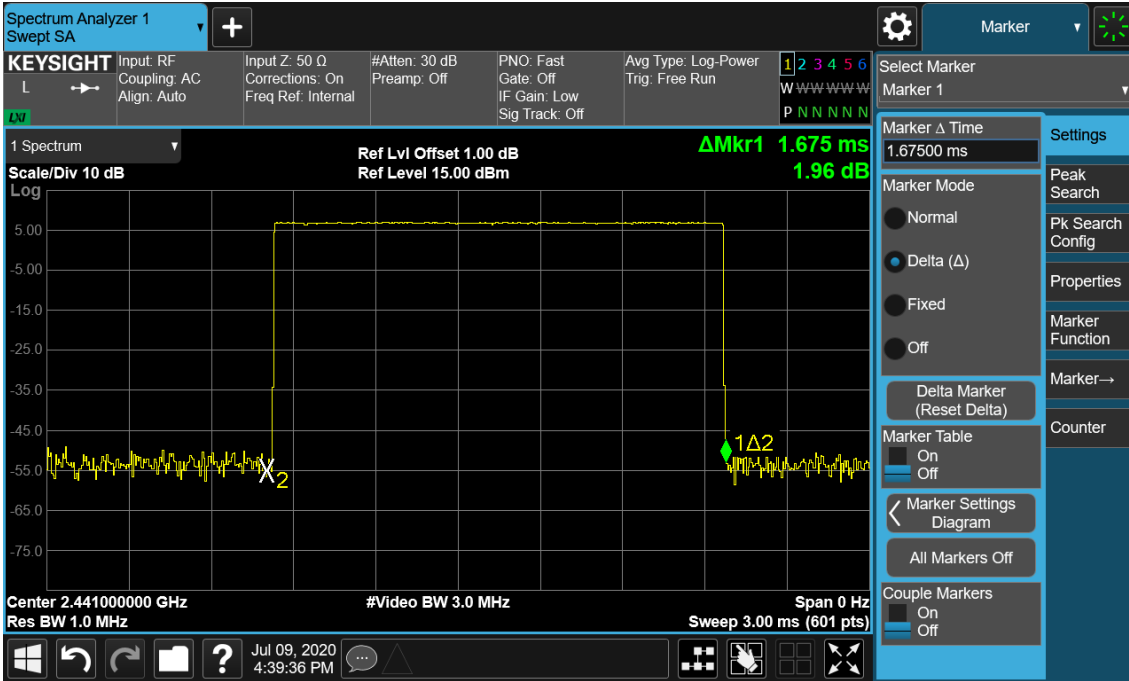 Spectrum Analyzer 1
Swept SA
+
Marker
KEYSIGHT
L
LXI
Input: RF
Coupling: AC
Align: Auto
Input Z: 50 Ω
Corrections: On
Freq Ref: Internal
#Atten: 30 dB
Preamp: Off
PNO: Fast
Gate: Off
IF Gain: Low
Sig Track: Off
Avg Type: Log-Power
Trig: Free Run
1 2 3 4 5 6
W W W W W W
P N N N N N
Select Marker
Marker 1
1 Spectrum
Scale/Div 10 dB
Log
Ref Lvl Offset 1.00 dB
Ref Level 15.00 dBm
ΔMkr1 1.675 ms
1.96 dB
5.00
-5.00
-15.0
-25.0
-35.0
-45.0
-55.0
-65.0
-75.0
2
1Δ2
Center 2.441000000 GHz
Res BW 1.0 MHz
#Video BW 3.0 MHz
Span 0 Hz
Sweep 3.00 ms (601 pts)
Marker Δ Time
1.67500 ms
Marker Mode
Normal
Delta (Δ)
Fixed
Off
Delta Marker
(Reset Delta)
Marker Table
On
Off
Marker Settings
Diagram
All Markers Off
Couple Markers
On
Off
Settings
Peak
Search
Pk Search
Config
Properties
Marker
Function
Marker→
Counter
?
Jul 09, 2020
4:39:36 PM